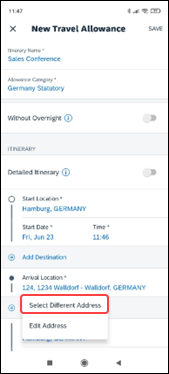 11:47
New Travel Allowance
SAVE
Itinerary Name *
Sales Conference
Allowance Category *
Germany Statutory
Without Overnight
ITINERARY
Detailed Itinerary
Start Location *
Hamburg, GERMANY
Start Date * Time *
Fri, Jun 23 11:46
Add Destination
Arrival Location *
124, 1234 Walldorf - Walldorf, GERMANY
Select Different Address
Edit Address
Hamburg, GERMANY